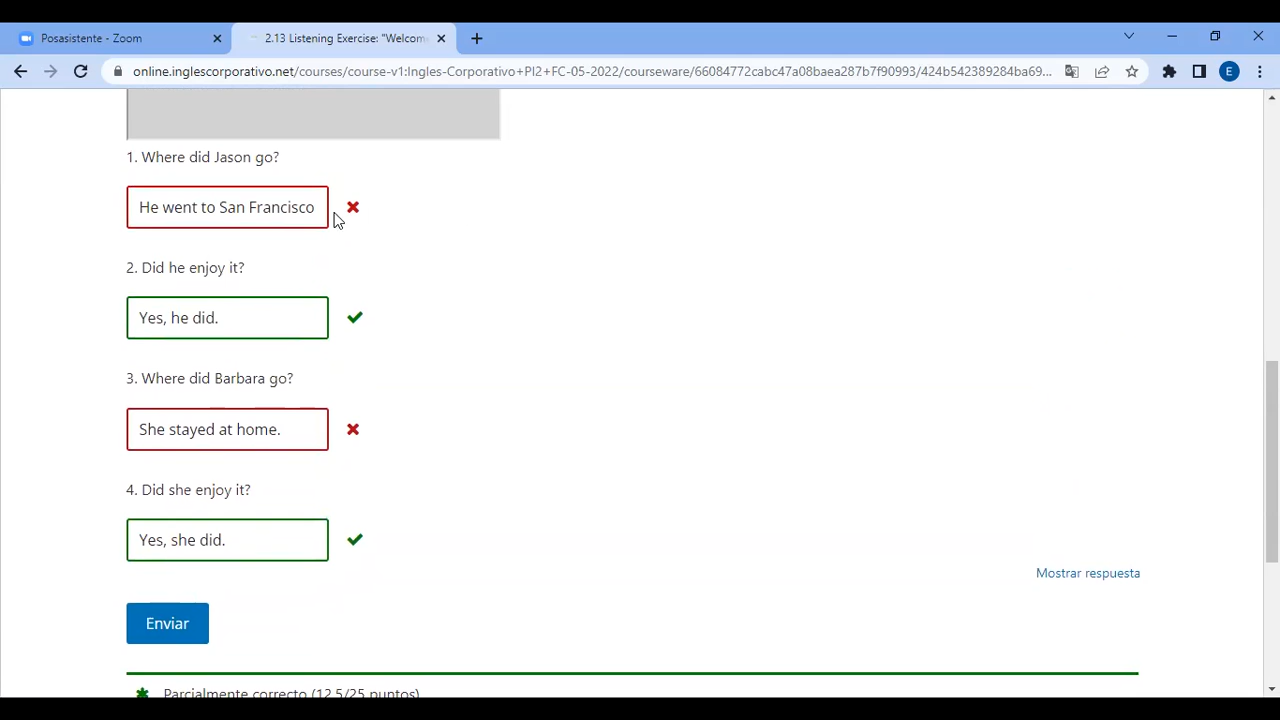 Posasistente - Zoom
2.13 Listening Exercise: "Welcom
online.inglescorporativo.net/courses/course-v1:Ingles-Corporativo+PI2+FC-05-2022/courseware/66084772cabc47a08baea287b7f90993/424b542389284ba69...
E
1. Where did Jason go?
He went to San Francisco
2. Did he enjoy it?
Yes, he did.
3. Where did Barbara go?
She stayed at home.
4. Did she enjoy it?
Yes, she did.
Mostrar respuesta
Enviar
Parcialmente correcto (12.5/25 puntos)